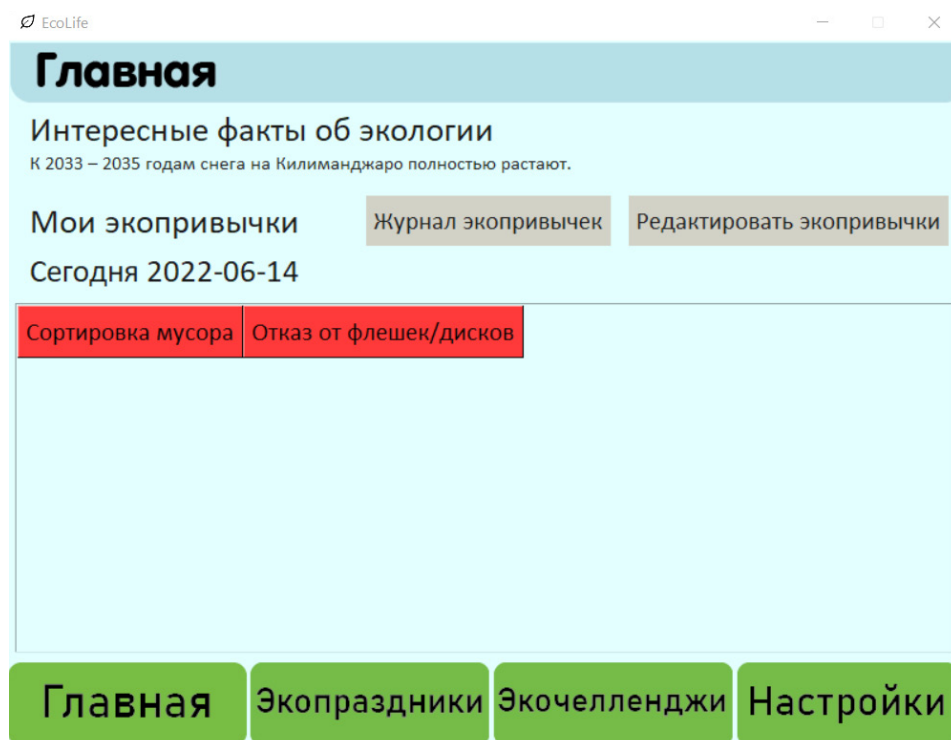 EcoLife
Главная
Интересные факты об экологии
К 2033 – 2035 годам снега на Килиманджаро полностью растают.
Мои экопривычки
Журнал экопривычек
Редактировать экопривычки
Сегодня 2022-06-14
Сортировка мусора
Отказ от флешек/дисков
Главная
Экопраздники
Экочелленджи
Настройки